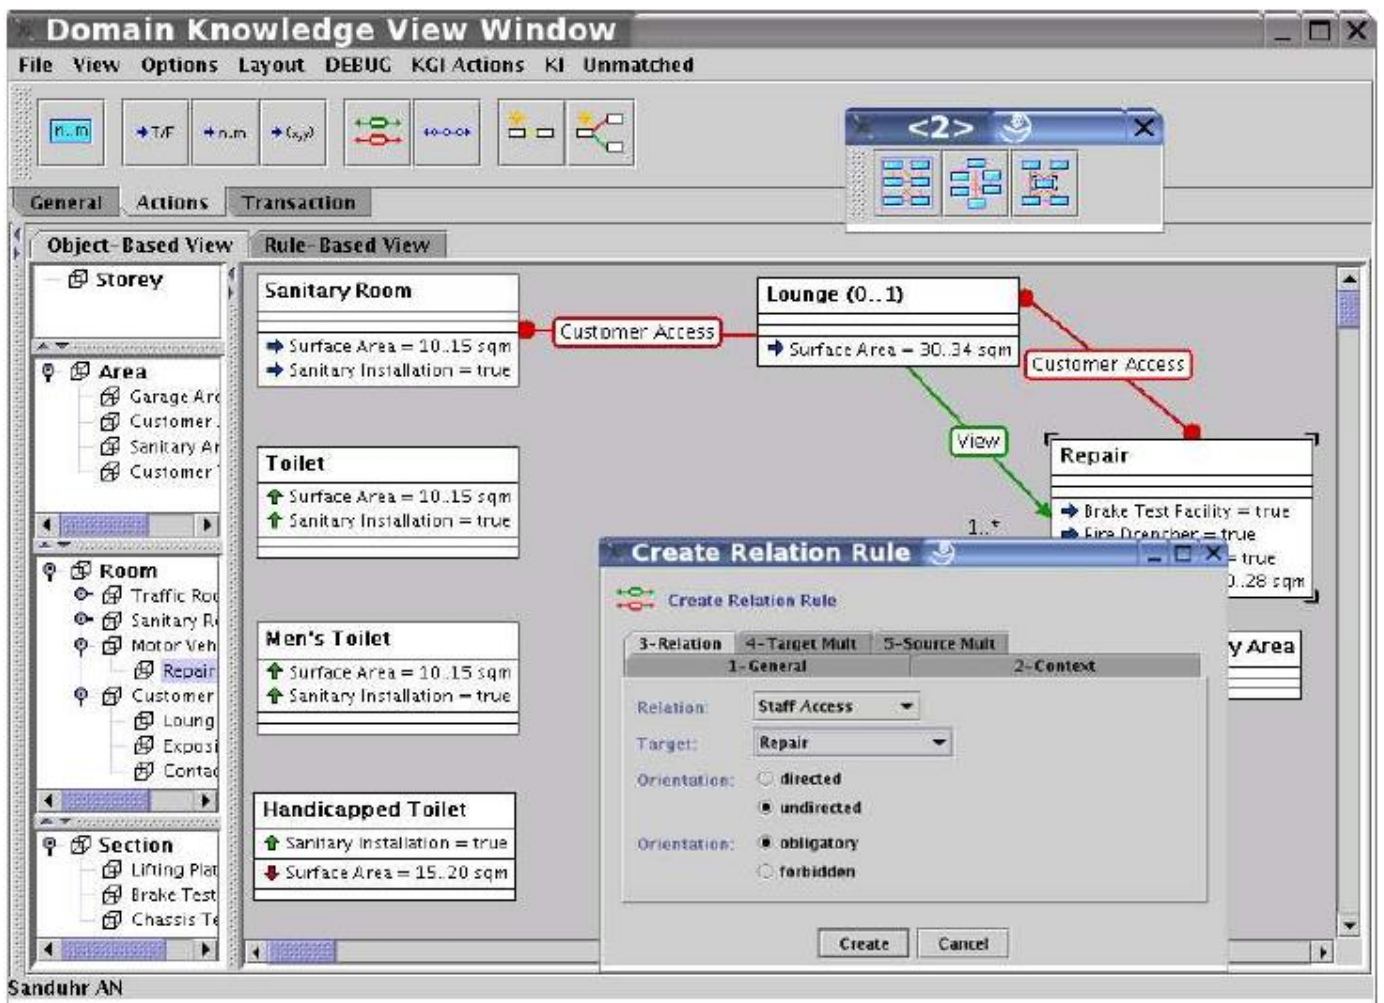 Domain Knowledge View Window
File View Options Layout DEBUG KGI Actions KI Unmatched
n..m
T/F
n..m
(x,y)
<2>
General Actions Transaction
Object-Based View Rule-Based View
Storey
Area
Garage Are
Customer
Sanitary Ar
Customer
Room
Traffic Roo
Sanitary R
Motor Veh
Repair
Customer
Loung
Exposi
Contac
Section
Lifting Plat
Brake Test
Chassis Te
Sanitary Room
Surface Area = 10..15 sqm
Sanitary Installation = true
Customer Access
Lounge (0..1)
Surface Area = 30..34 sqm
Customer Access
View
1..*
Repair
Brake Test Facility = true
Fire Drencher = true
= true
0..28 sqm
y Area
Toilet
Surface Area = 10..15 sqm
Sanitary Installation = true
Men's Toilet
Surface Area = 10..15 sqm
Sanitary Installation = true
Handicapped Toilet
Sanitary Installation = true
Surface Area = 15..20 sqm
Create Relation Rule
Create Relation Rule
3-Relation 4-Target Mult 5-Source Mult
1-General 2-Context
Relation: Staff Access
Target: Repair
Orientation: directed
undirected
Orientation: obligatory
forbidden
Create Cancel
Sanduhr AN